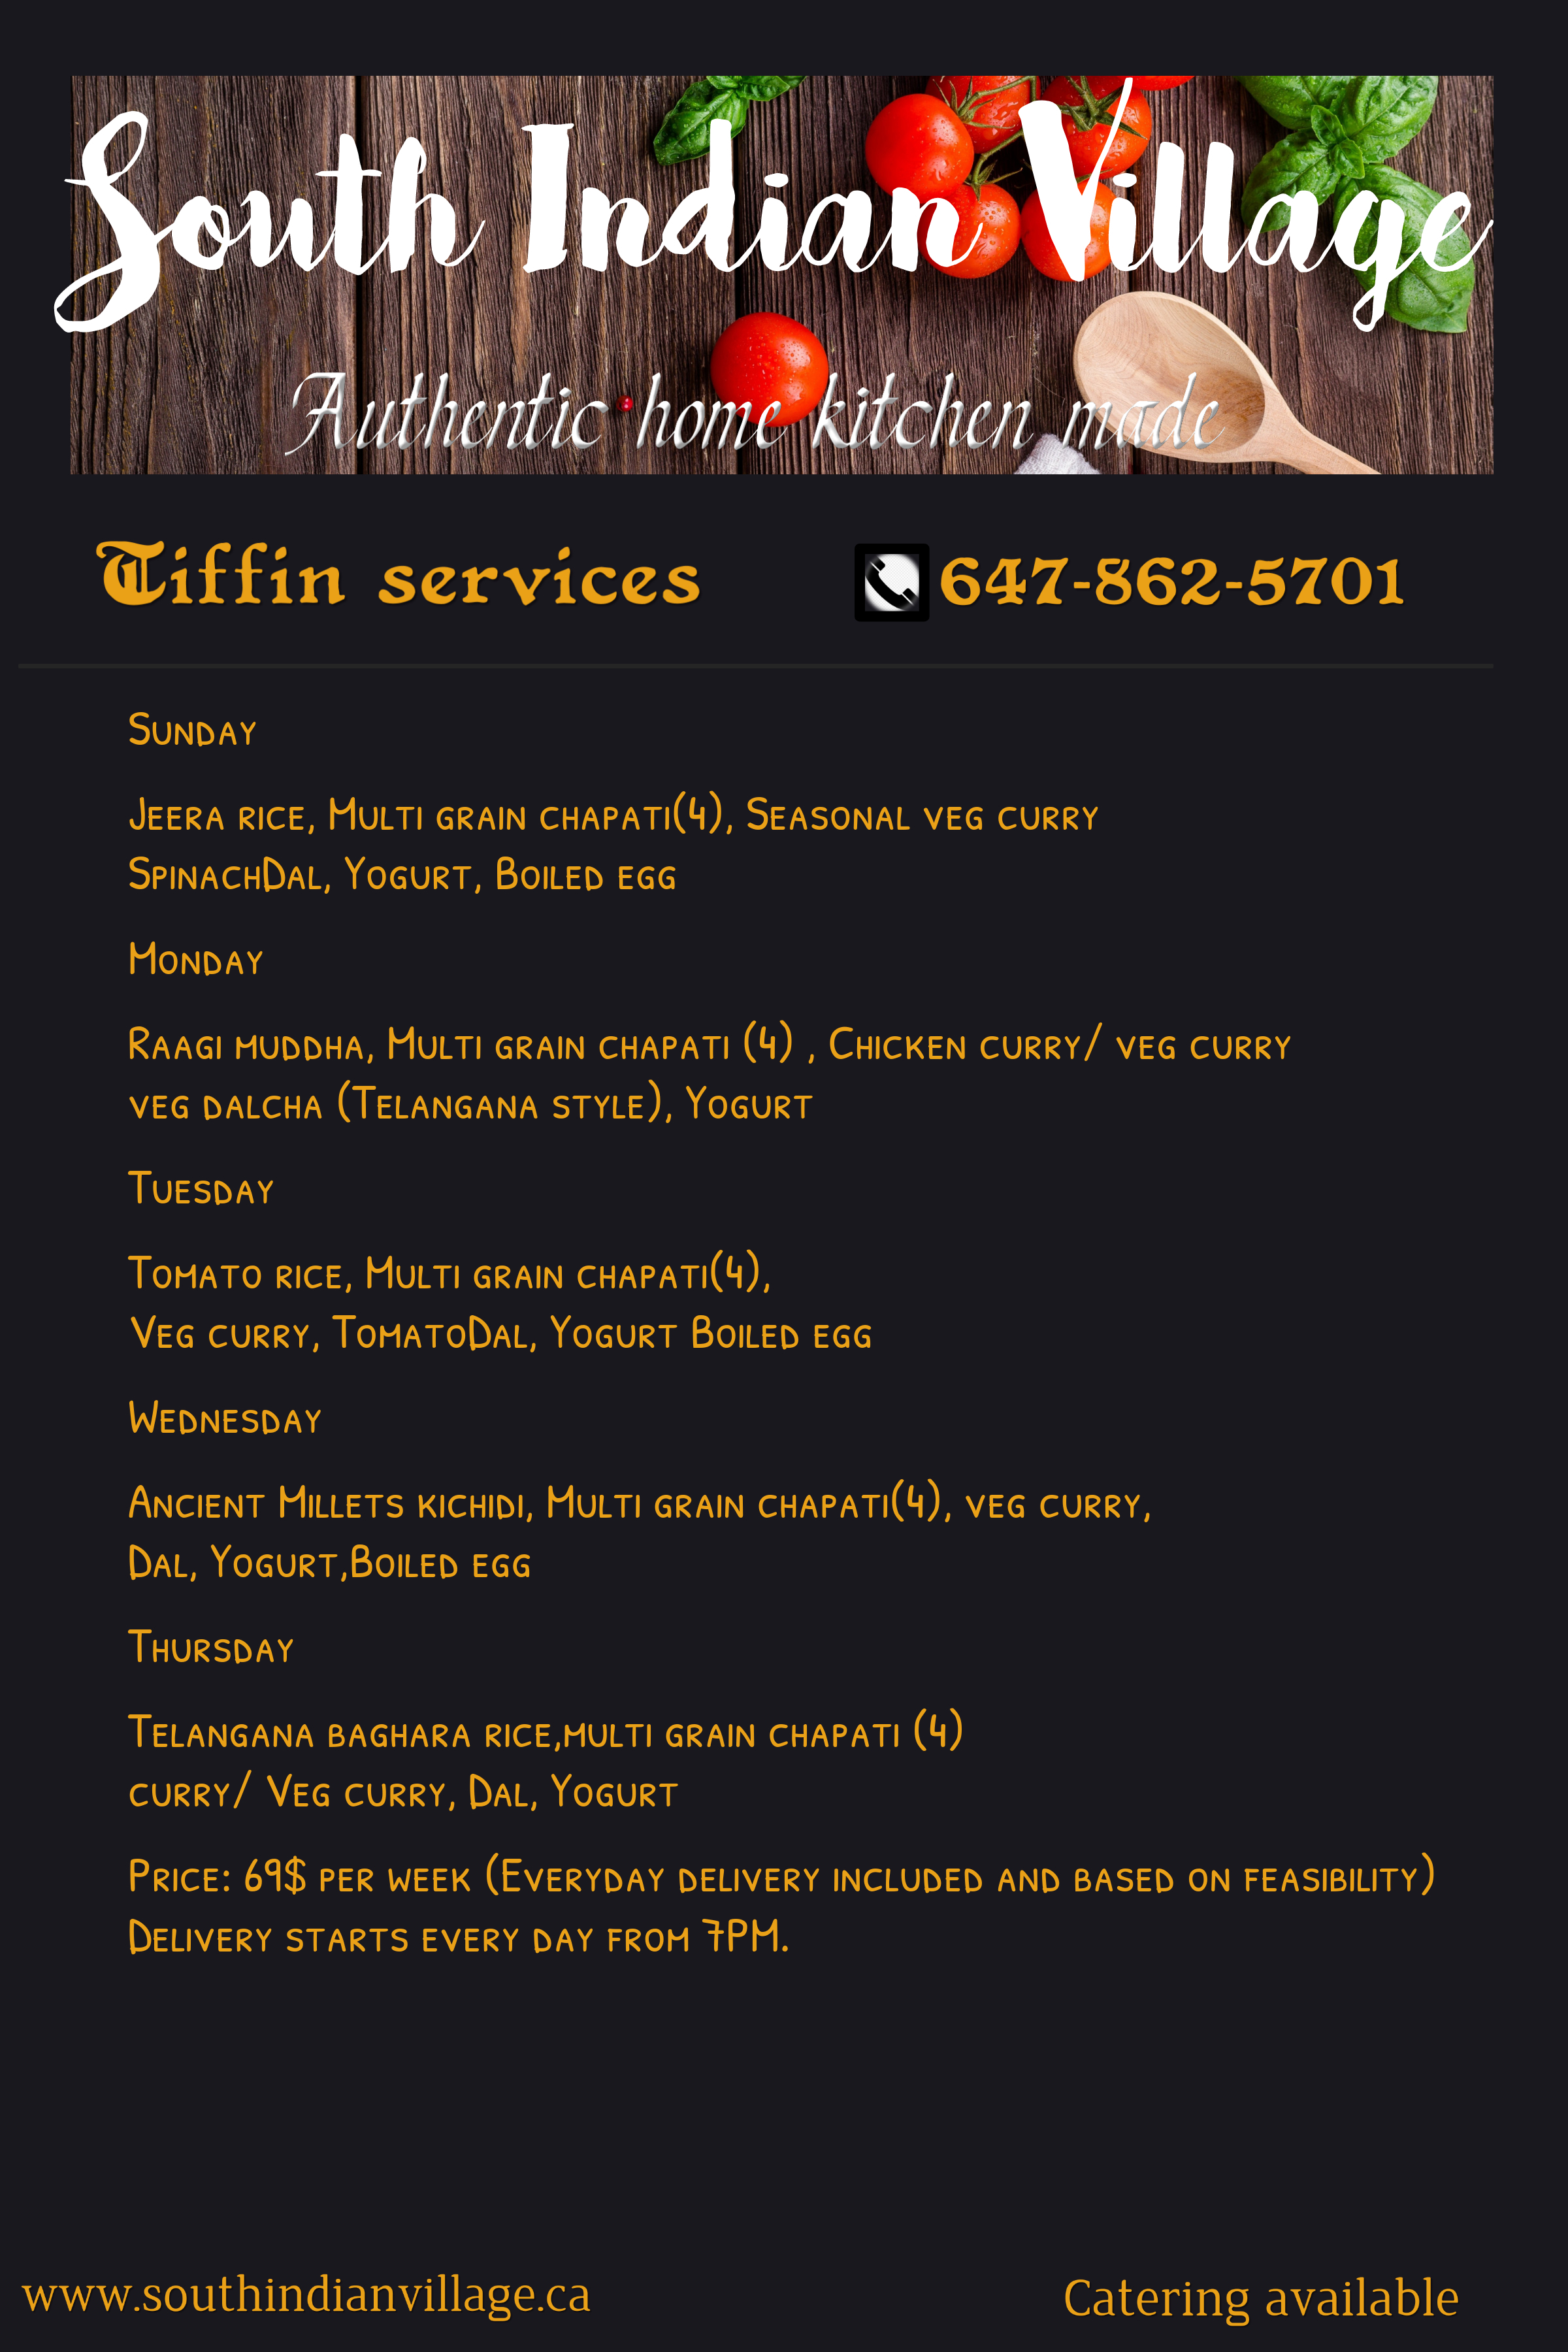 South Indian Village
Authentic home kitchen made
Tiffin services
647-862-5701
Sunday
Jeera rice, Multi grain chapati(4), Seasonal veg curry
SpinachDal, Yogurt, Boiled egg
Monday
Raagi muddha, Multi grain chapati (4) , Chicken curry/ veg curry
veg dalcha (Telangana style), Yogurt
Tuesday
Tomato rice, Multi grain chapati(4),
Veg curry, TomatoDal, Yogurt Boiled egg
Wednesday
Ancient Millets kichidi, Multi grain chapati(4), veg curry,
Dal, Yogurt,Boiled egg
Thursday
Telangana baghara rice,multi grain chapati (4)
curry/ Veg curry, Dal, Yogurt
Price: 69$ per week (Everyday delivery included and based on feasibility)
Delivery starts every day from 7PM.
www.southindianvillage.ca
Catering available